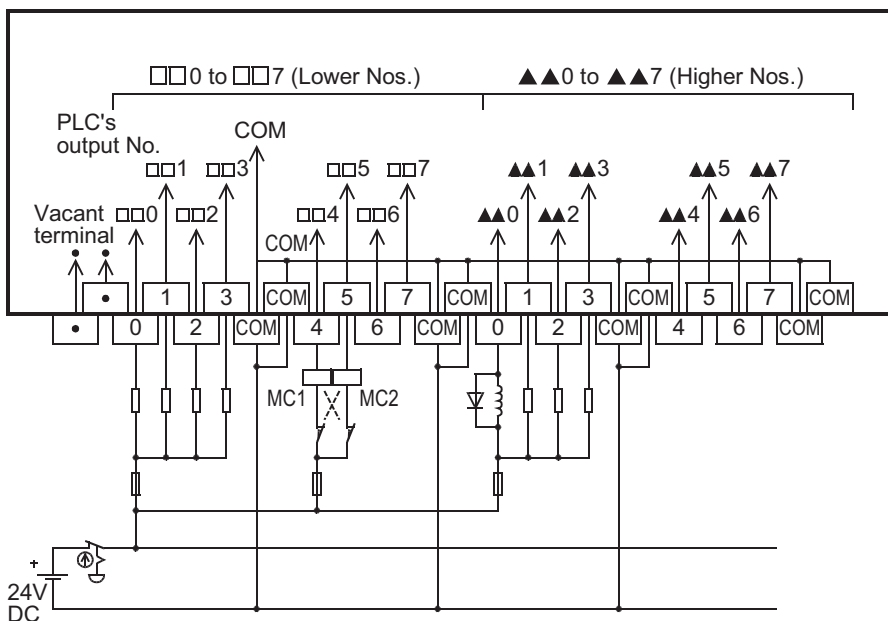 □□0 to □□7 (Lower Nos.) ▲▲0 to ▲▲7 (Higher Nos.)
PLC's
output No.
COM
□□1 □□3 □□5 □□7 ▲▲1 ▲▲3 ▲▲5 ▲▲7
Vacant
terminal
□□0 □□2 □□4 □□6 ▲▲0 ▲▲2 ▲▲4 ▲▲6
COM
• 1 3 COM 5 7 COM 1 3 COM 5 7 COM
• 0 2 COM 4 6 COM 0 2 COM 4 6 COM
MC1 MC2
+
24V
DC